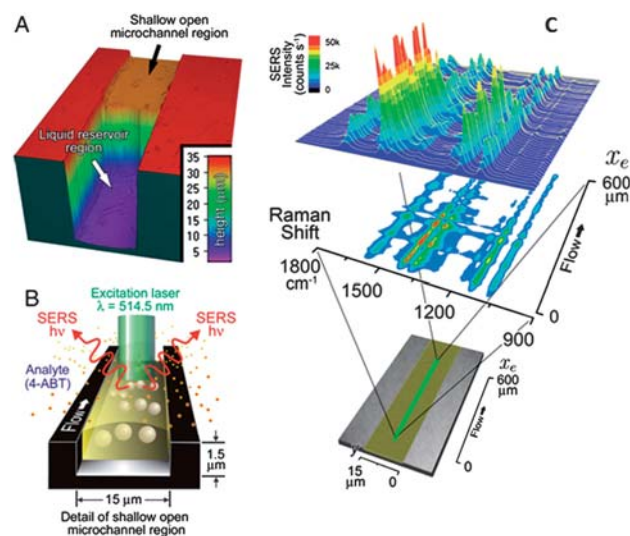 A
Shallow open
microchannel region
Liquid reservoir
region
35
30
25
20
15
10
5
height (μm)
B
Excitation laser
λ = 514.5 nm
SERS
hν
SERS
hν
Analyte
(4-ABT)
Flow
1.5
μm
15 μm
Detail of shallow open
microchannel region
C
SERS
Intensity
(counts s-1)
50k
25k
0
xe
600
μm
Flow
0
Raman
Shift
1800
cm-1
1500
1200
900
xe
600
μm
Flow
0
15
μm
0